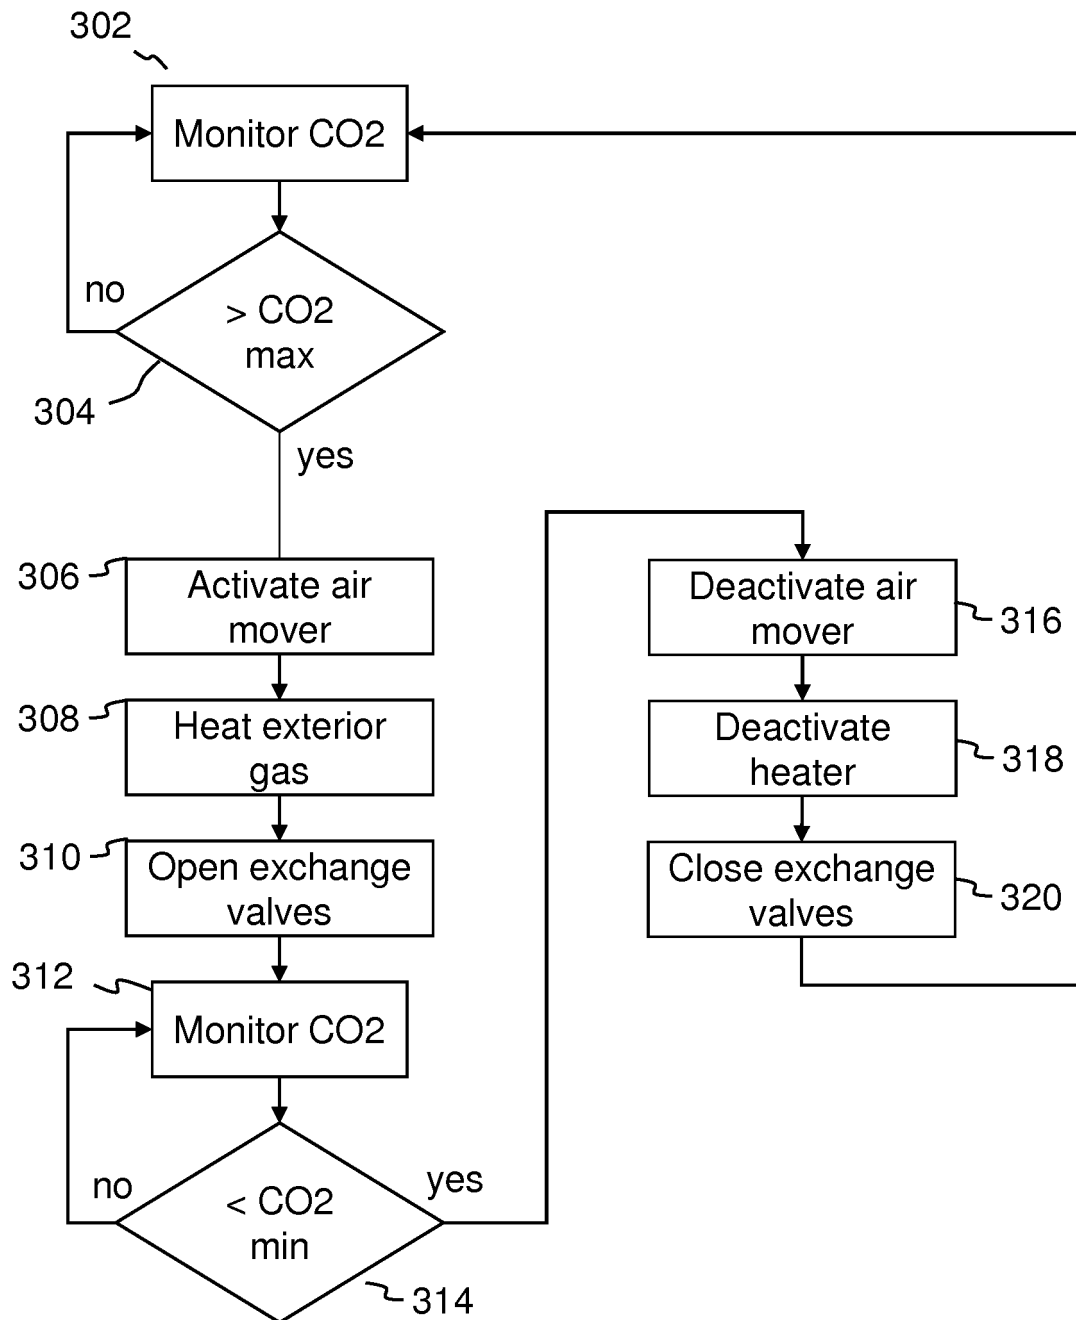 302
Monitor CO2
no
> CO2
max
304
yes
306
Activate air
mover
308
Heat exterior
gas
310
Open exchange
valves
312
Monitor CO2
no
< CO2
min
yes
314
Deactivate air
mover
316
Deactivate
heater
318
Close exchange
valves
320